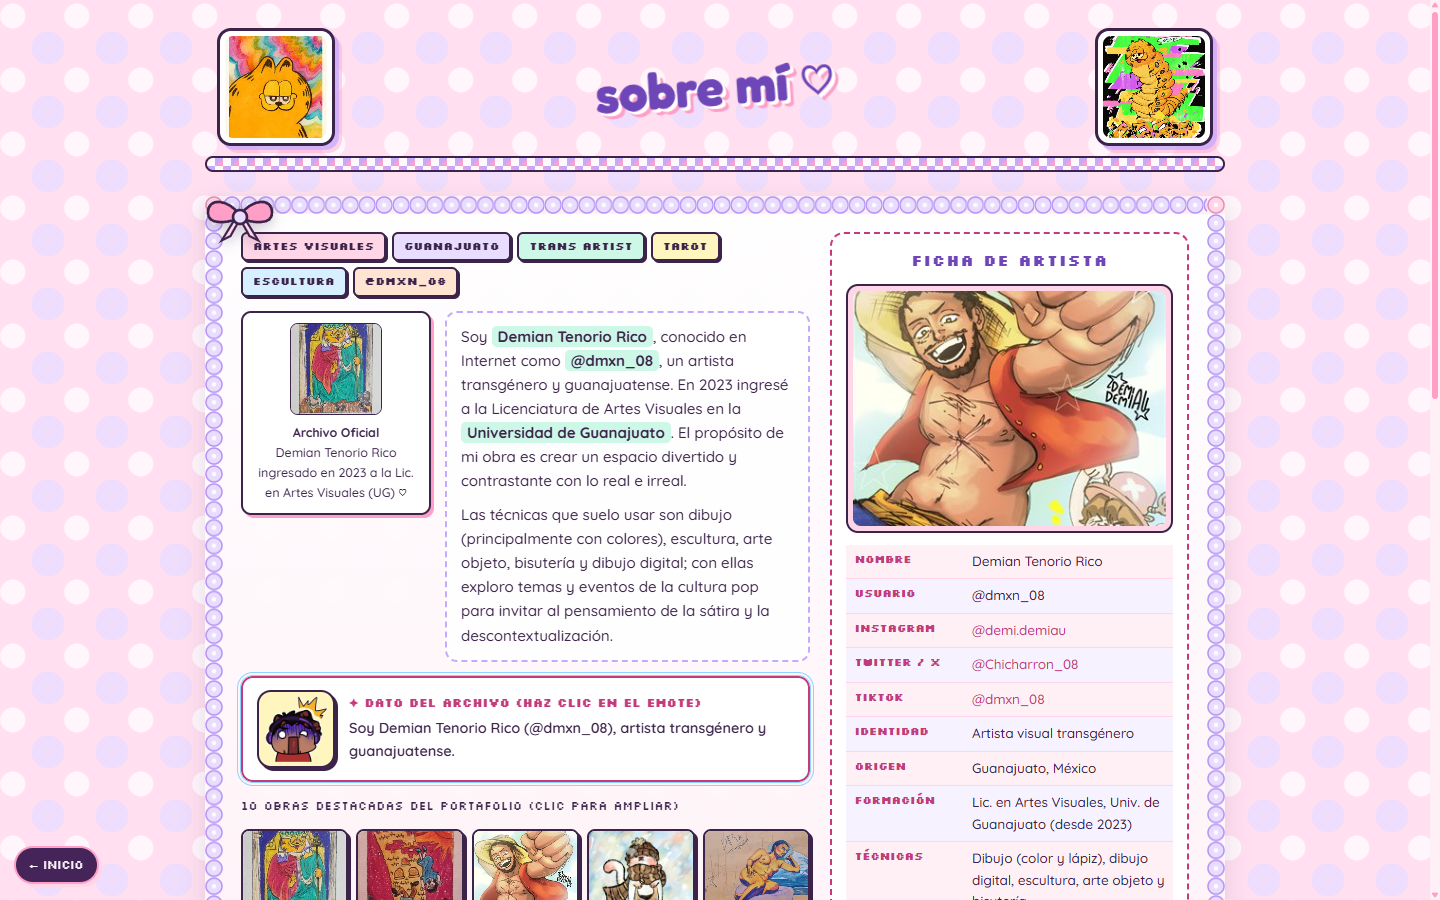 sobre mí ♡
ARTES VISUALES
GUANAJUATO
TRANS ARTIST
TAROT
ESCULTURA
@DMXN_08
Archivo Oficial
Demian Tenorio Rico
ingresado en 2023 a la Lic.
en Artes Visuales (UG) ♡
Soy Demian Tenorio Rico, conocido en
Internet como @dmxn_08, un artista
transgénero y guanajuatense. En 2023 ingresé
a la Licenciatura de Artes Visuales en la
Universidad de Guanajuato. El propósito de
mi obra es crear un espacio divertido y
contrastante con lo real e irreal.
Las técnicas que suelo usar son dibujo
(principalmente con colores), escultura, arte
objeto, bisutería y dibujo digital; con ellas
exploro temas y eventos de la cultura pop
para invitar al pensamiento de la sátira y la
descontextualización.
✦ DATO DEL ARCHIVO (HAZ CLIC EN EL EMOTE)
Soy Demian Tenorio Rico (@dmxn_08), artista transgénero y
guanajuatense.
10 OBRAS DESTACADAS DEL PORTAFOLIO (CLIC PARA AMPLIAR)
FICHA DE ARTISTA
DEMI
DEMIAU
NOMBRE Demian Tenorio Rico
USUARIO @dmxn_08
INSTAGRAM @demi.demiau
TWITTER / X @Chicharron_08
TIKTOK @dmxn_08
IDENTIDAD Artista visual transgénero
ORIGEN Guanajuato, México
FORMACIÓN Lic. en Artes Visuales, Univ. de
Guanajuato (desde 2023)
TÉCNICAS Dibujo (color y lápiz), dibujo
digital, escultura, arte objeto y
← INICIO